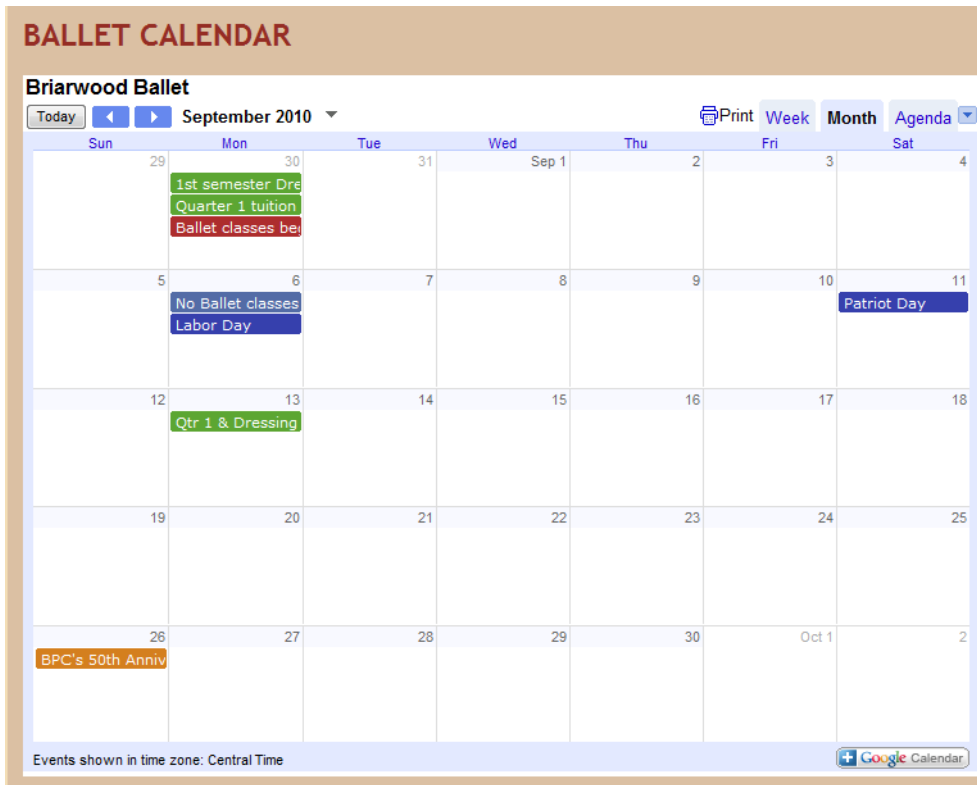 BALLET CALENDAR
Briarwood Ballet
Today September 2010 Print Week Month Agenda
Sun Mon Tue Wed Thu Fri Sat
29 30 31 Sep 1 2 3 4
1st semester Dre
Quarter 1 tuition
Ballet classes be
5 6 7 8 9 10 11
No Ballet classes Patriot Day
Labor Day
12 13 14 15 16 17 18
Qtr 1 & Dressing
19 20 21 22 23 24 25
26 27 28 29 30 Oct 1 2
BPC's 50th Anniv
Events shown in time zone: Central Time Google Calendar